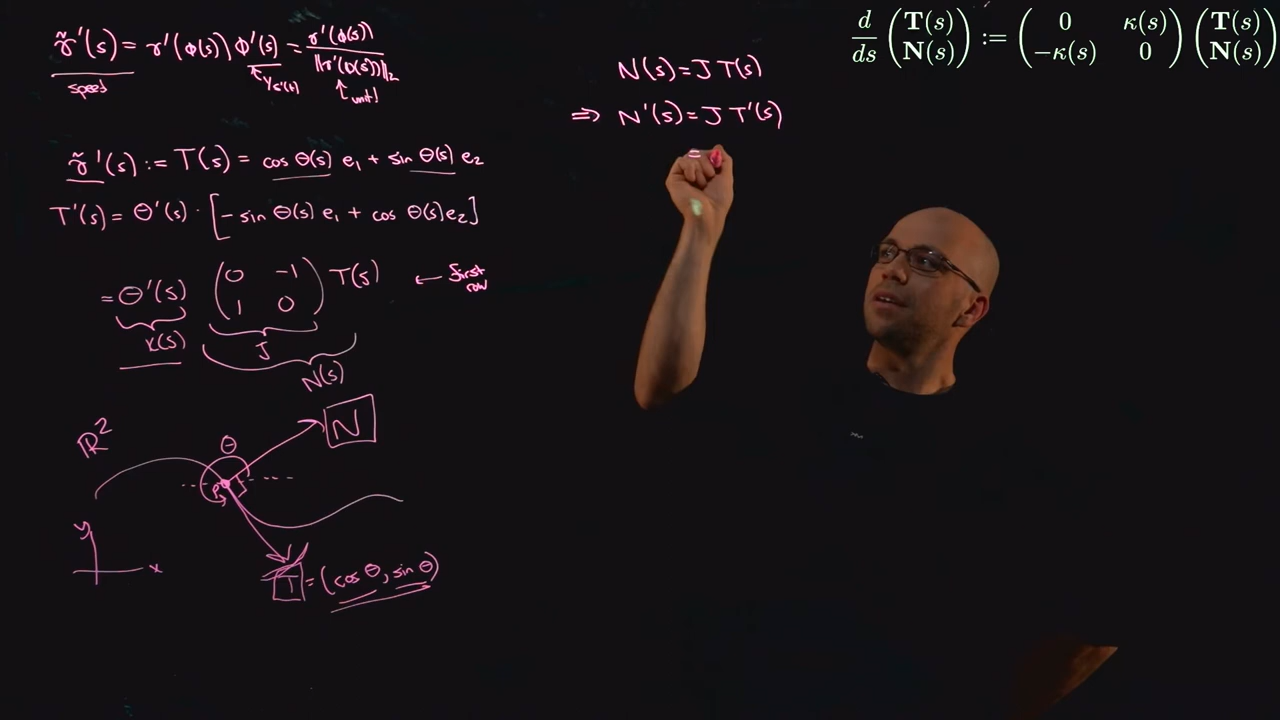 γ̃'(s) = γ'(ϕ(s)) ϕ'(s) = γ'(ϕ(s)) / ||γ'(ϕ(s))||₂
speed
1/s'(t)
unit!
γ̃'(s) := T(s) = cos θ(s) e₁ + sin θ(s) e₂
T'(s) = θ'(s) · [- sin θ(s) e₁ + cos θ(s) e₂]
= θ'(s) (0 -1; 1 0) T(s) ← first row
κ(s) J
N(s)
ℝ²
θ
N
P
y
x
T = (cos θ, sin θ)
N(s) = J T(s)
⇒ N'(s) = J T'(s)
=
d/ds (T(s); N(s)) := (0 κ(s); -κ(s) 0) (T(s); N(s))